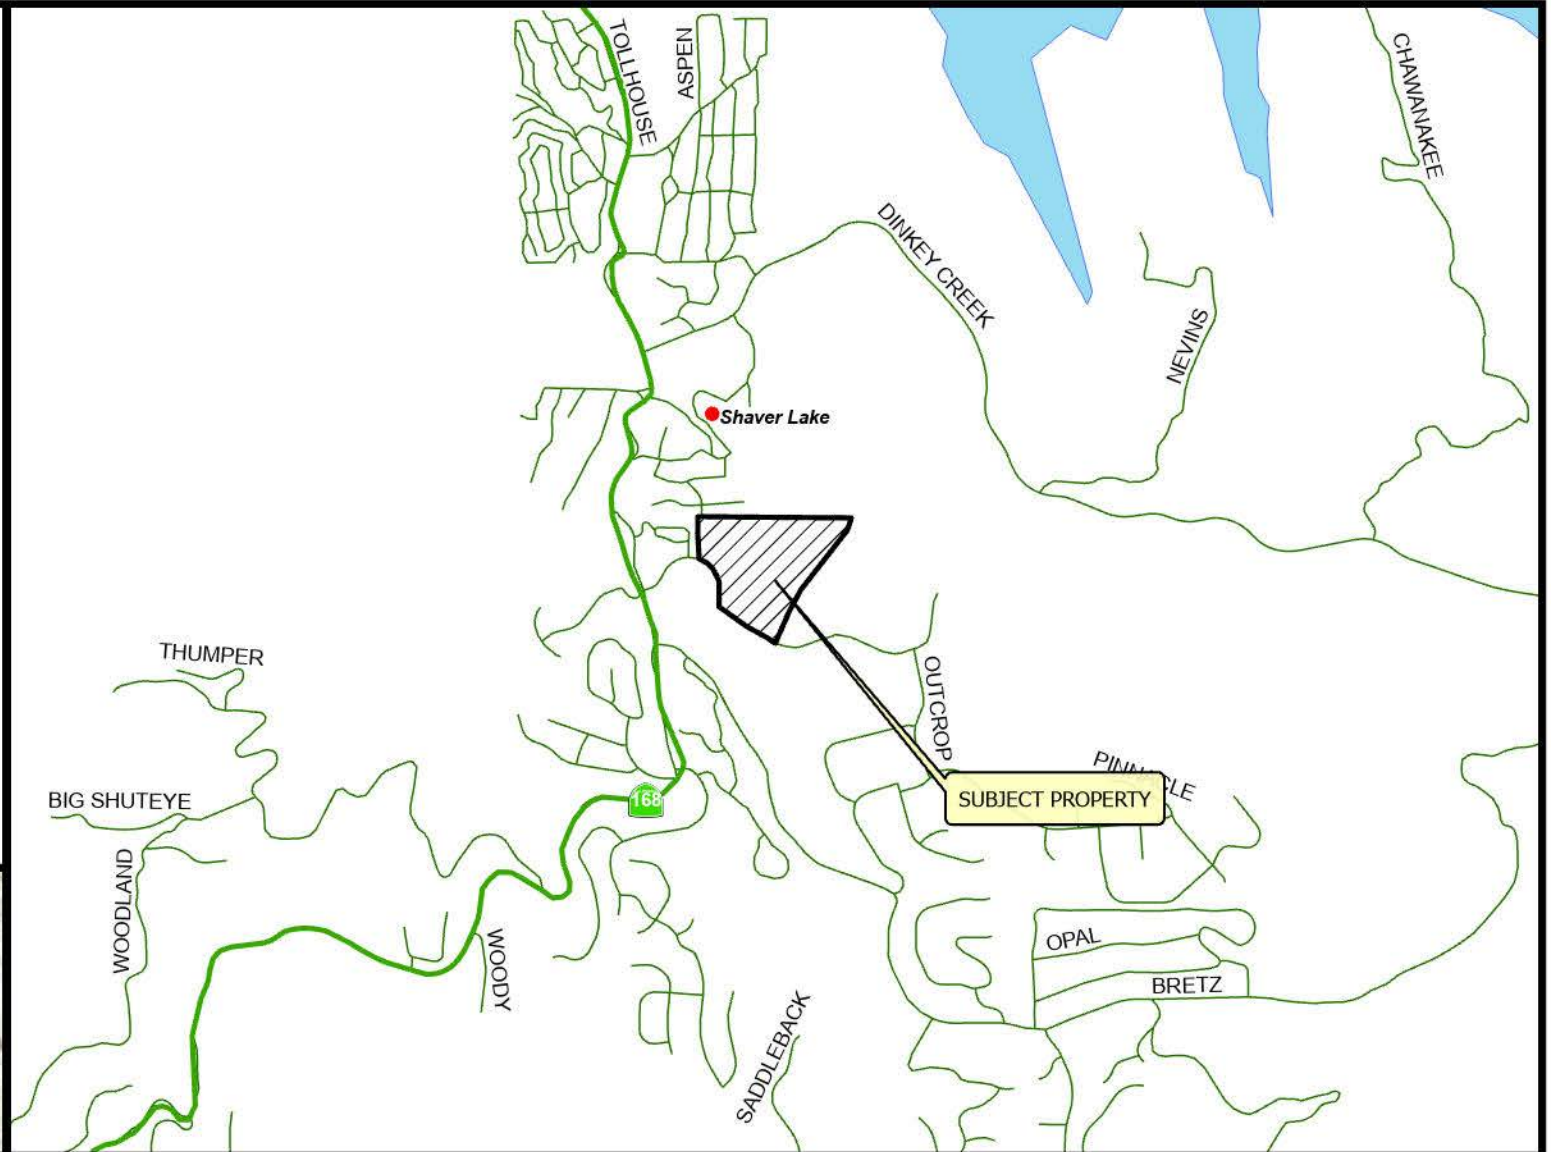 TOLLHOUSE
ASPEN
CHAWANAKEE
DINKEY CREEK
NEVINS
Shaver Lake
THUMPER
OUTCROP
PINNACLE
BIG SHUTEYE
168
SUBJECT PROPERTY
WOODLAND
WOODY
OPAL
BRETZ
SADDLEBACK